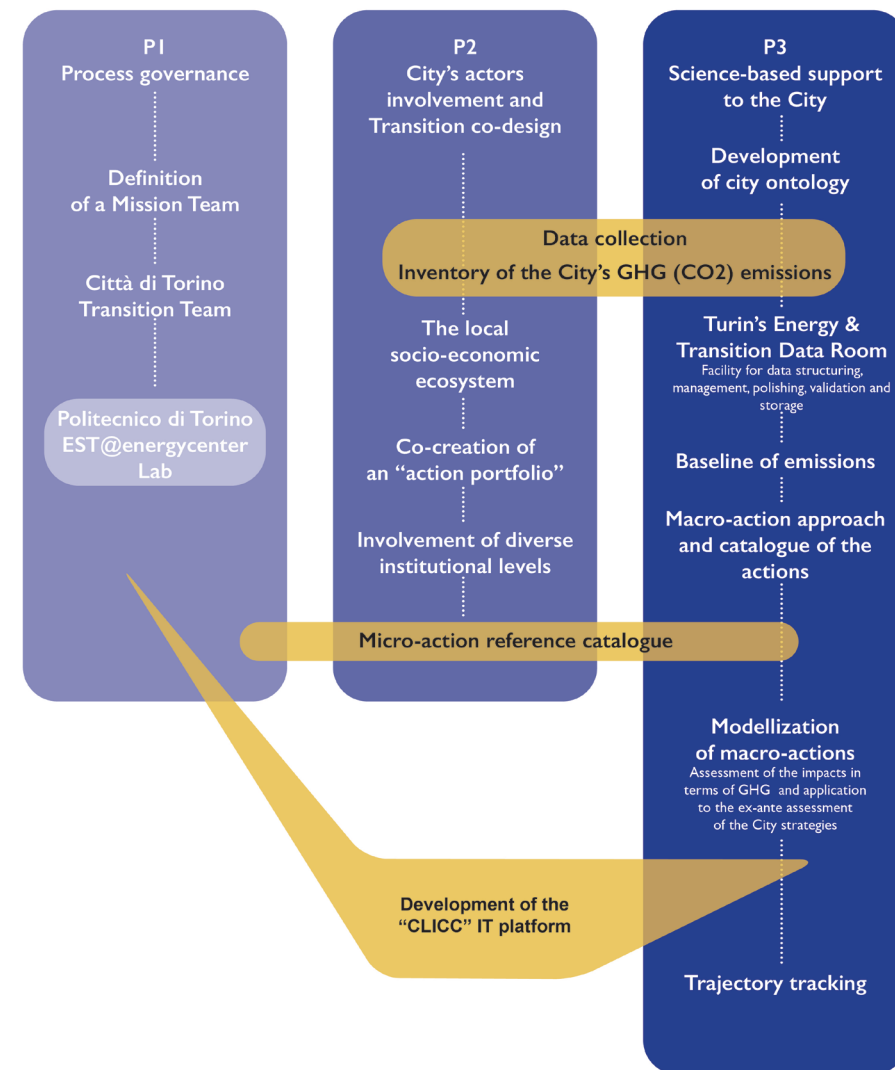 P1
Process governance
Definition
of a Mission Team
Città di Torino
Transition Team
Politecnico di Torino
EST@energycenter
Lab
P2
City's actors
involvement and
Transition co-design
Data collection
Inventory of the City's GHG (CO2) emissions
The local
socio-economic
ecosystem
Co-creation of
an “action portfolio”
Involvement of diverse
institutional levels
Micro-action reference catalogue
P3
Science-based support
to the City
Development
of city ontology
Turin's Energy &
Transition Data Room
Facility for data structuring,
management, polishing, validation and
storage
Baseline of emissions
Macro-action approach
and catalogue of the
actions
Modellization
of macro-actions
Assessment of the impacts in
terms of GHG and application
to the ex-ante assessment
of the City strategies
Development of the
“CLICC” IT platform
Trajectory tracking